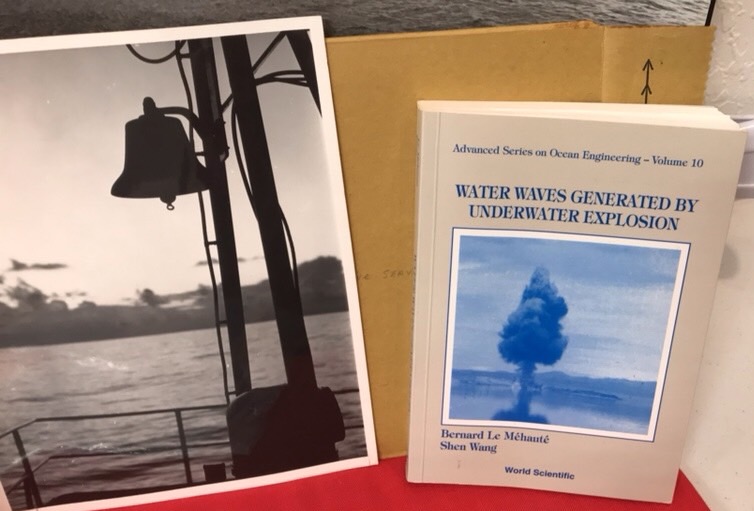 Advanced Series on Ocean Engineering – Volume 10
WATER WAVES GENERATED BY
UNDERWATER EXPLOSION
Bernard Le Méhauté
Shen Wang
World Scientific